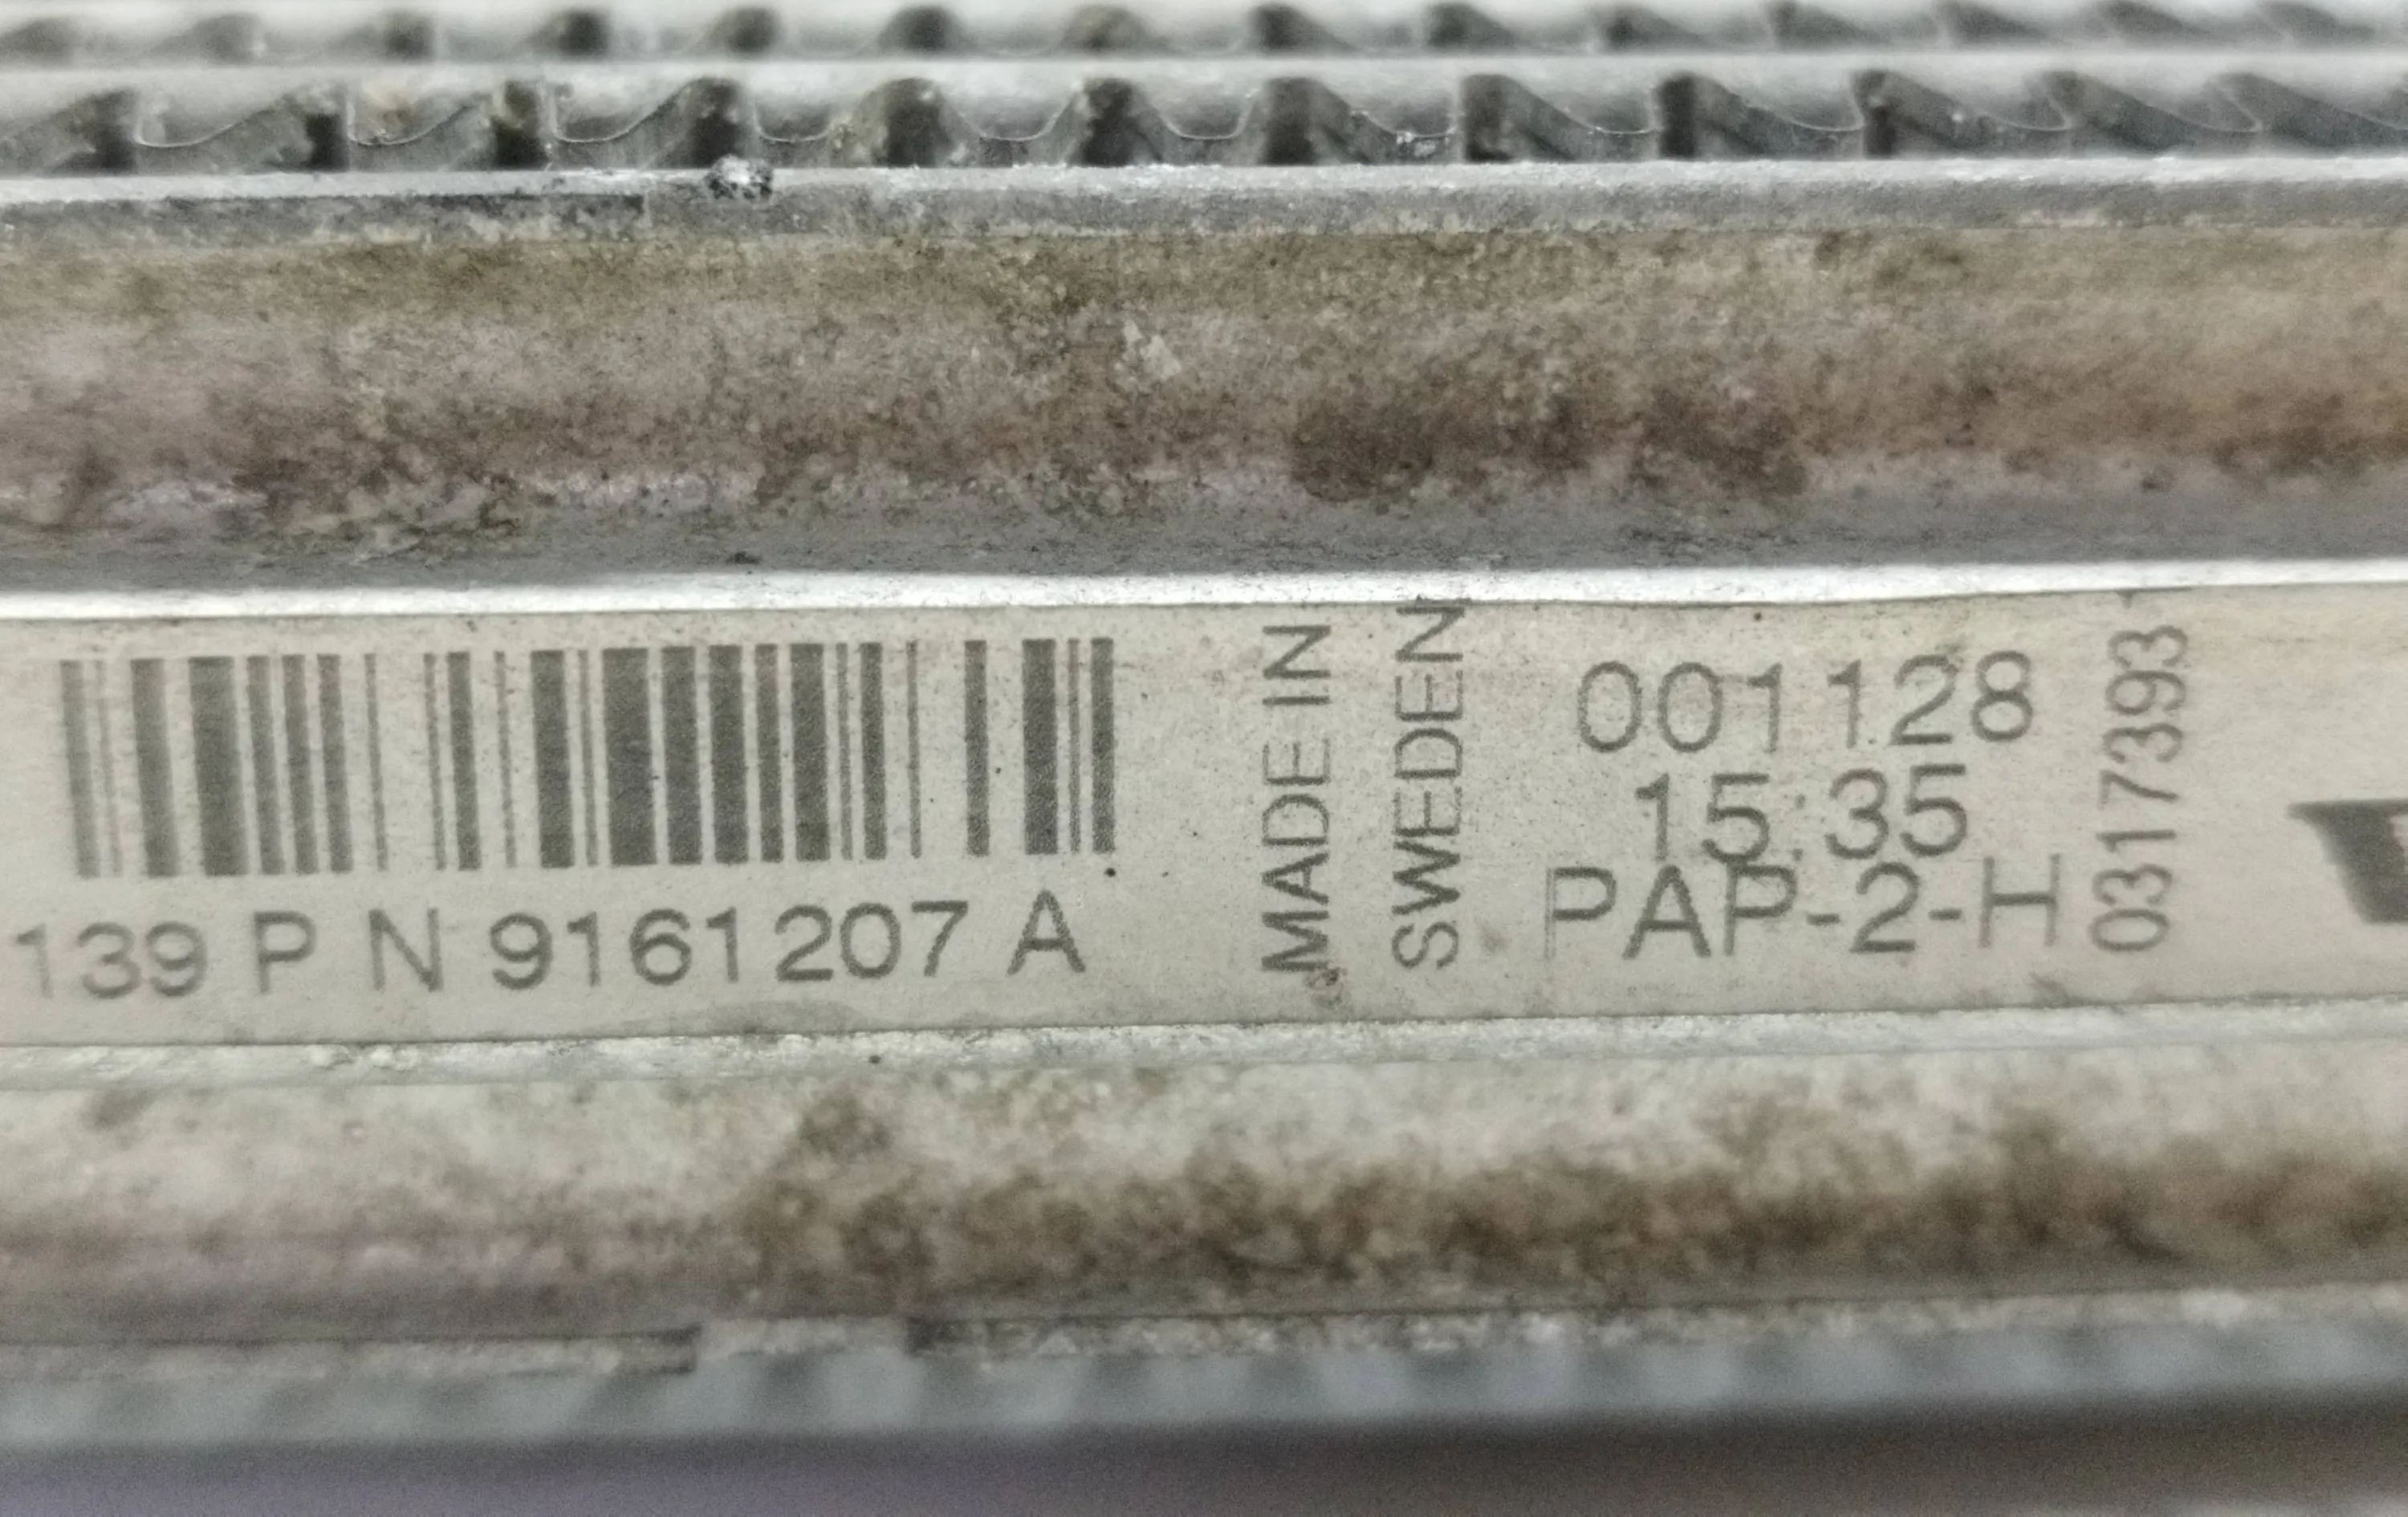 139 P N 9161207 A
MADE IN
SWEDEN
001128
15:35
PAP-2-H
0317393